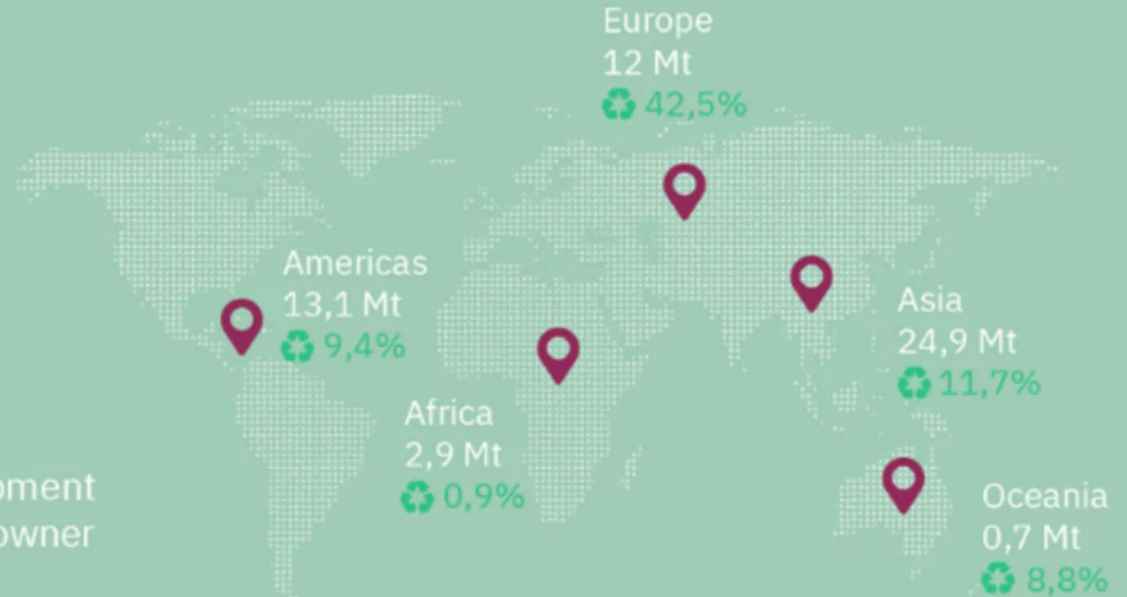 Europe
12 Mt
42,5%
Americas
13,1 Mt
9,4%
Asia
24,9 Mt
11,7%
Africa
2,9 Mt
0,9%
owner
Oceania
0,7 Mt
8,8%